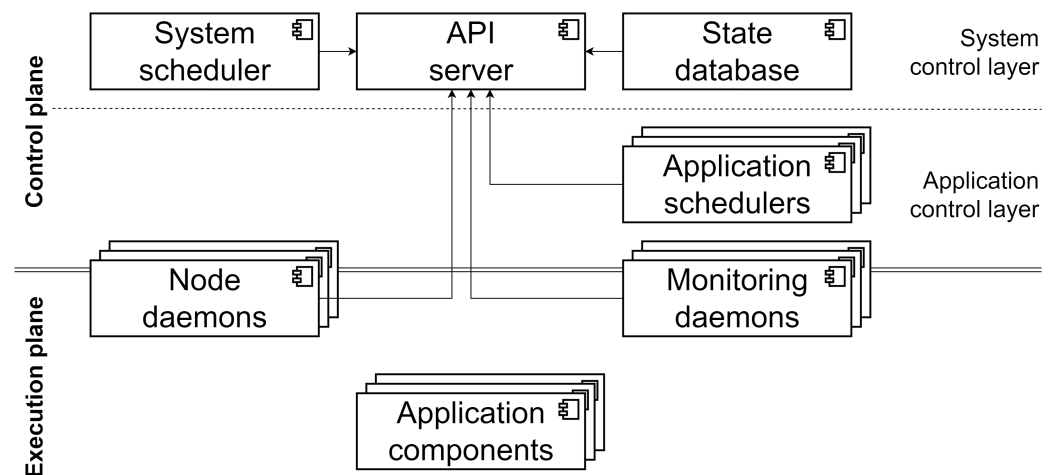 System
scheduler
API
server
State
database
System
control layer
Control plane
Application
schedulers
Application
control layer
Node
daemons
Monitoring
daemons
Execution plane
Application
components